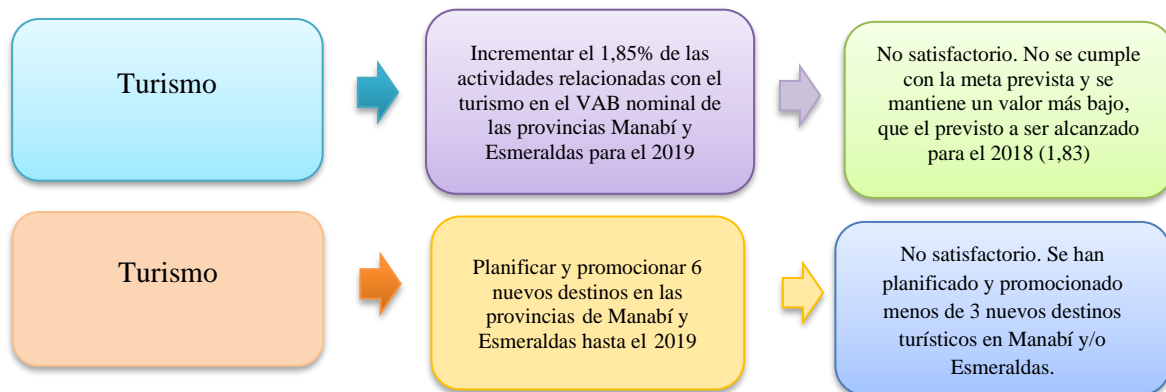 Turismo
Incrementar el 1,85% de las
actividades relacionadas con el
turismo en el VAB nominal de
las provincias Manabí y
Esmeraldas para el 2019
No satisfactorio. No se cumple
con la meta prevista y se
mantiene un valor más bajo,
que el previsto a ser alcanzado
para el 2018 (1,83)
Turismo
Planificar y promocionar 6
nuevos destinos en las
provincias de Manabí y
Esmeraldas hasta el 2019
No satisfactorio. Se han
planificado y promocionado
menos de 3 nuevos destinos
turísticos en Manabí y/o
Esmeraldas.